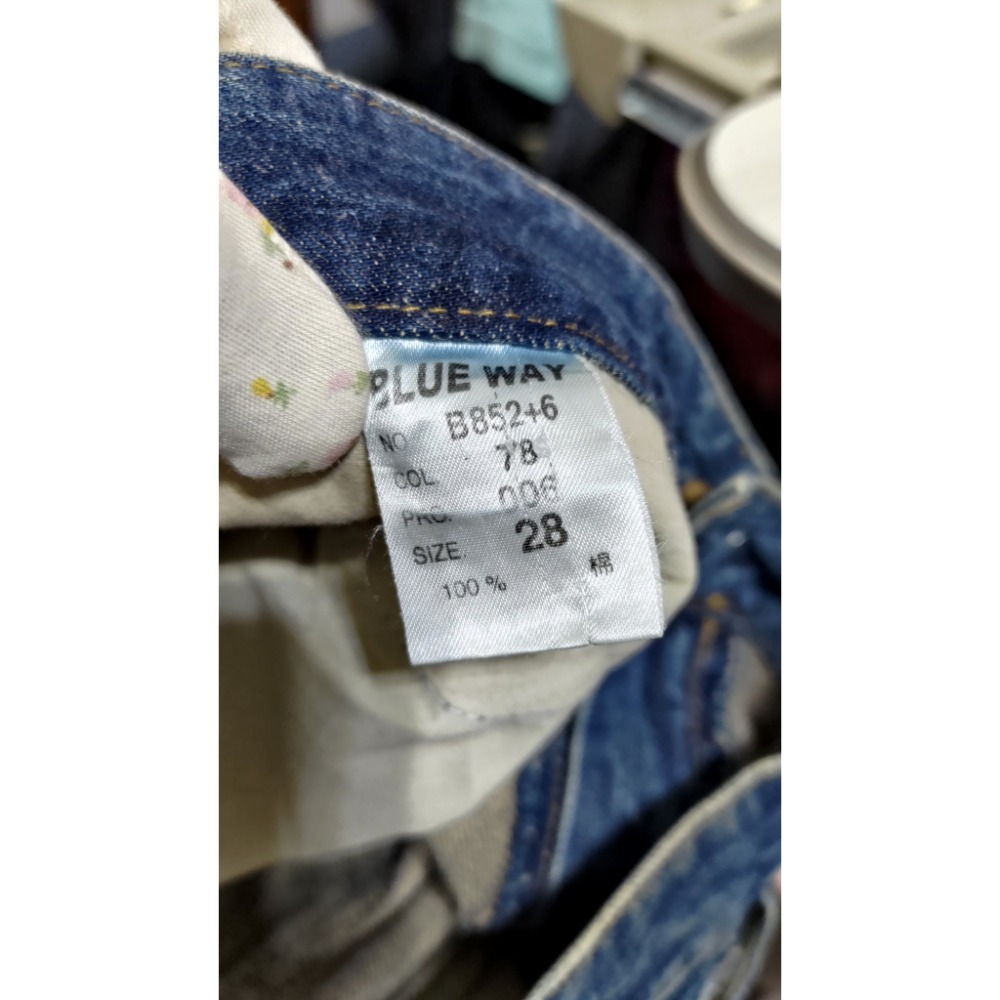 BLUE WAY
NO. B852+6
COL. 78
PRO. 006
SIZE. 28
100% 棉